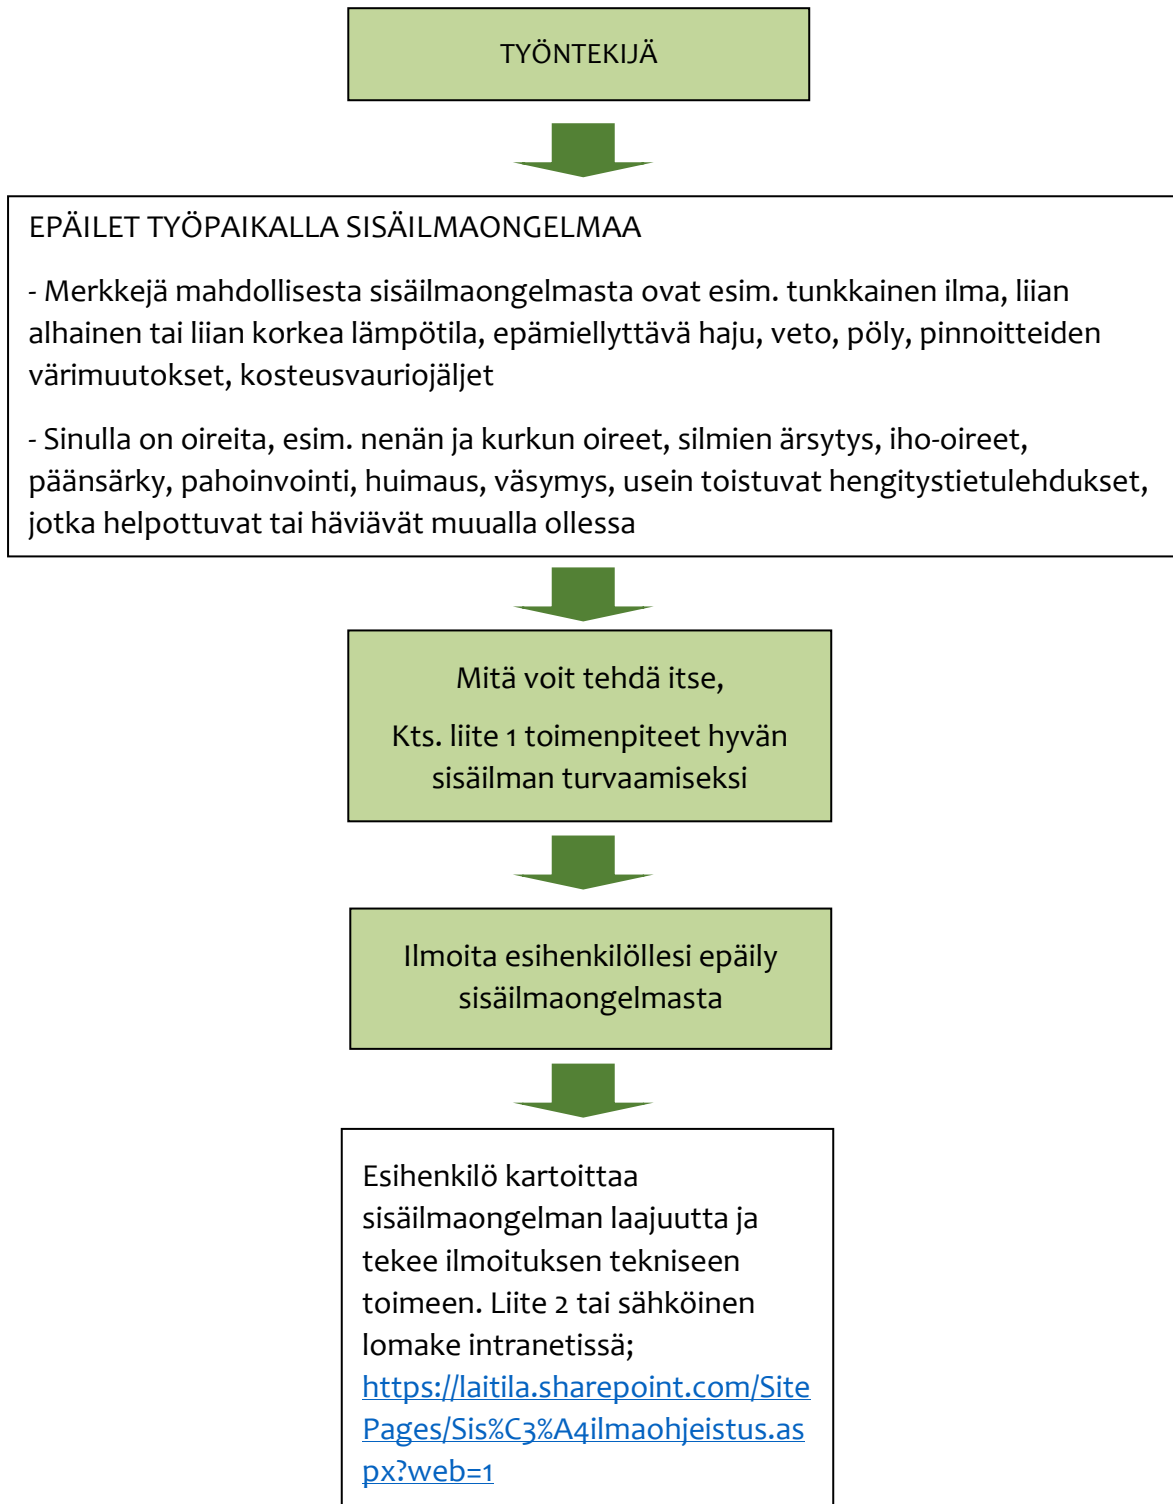 TYÖNTEKIJÄ
EPÄILET TYÖPAIKALLA SISÄILMAONGELMAA
- Merkkejä mahdollisesta sisäilmaongelmasta ovat esim. tunkkainen ilma, liian
alhainen tai liian korkea lämpötila, epämiellyttävä haju, veto, pöly, pinnoitteiden
värimuutokset, kosteusvauriojäljet
- Sinulla on oireita, esim. nenän ja kurkun oireet, silmien ärsytys, iho-oireet,
päänsärky, pahoinvointi, huimaus, väsymys, usein toistuvat hengitystietulehdukset,
jotka helpottuvat tai häviävät muualla ollessa
Mitä voit tehdä itse,
Kts. liite 1 toimenpiteet hyvän
sisäilman turvaamiseksi
Ilmoita esihenkilöllesi epäily
sisäilmaongelmasta
Esihenkilö kartoittaa
sisäilmaongelman laajuutta ja
tekee ilmoituksen tekniseen
toimeen. Liite 2 tai sähköinen
lomake intranetissä;
https://laitila.sharepoint.com/Site
Pages/Sis%C3%A4ilmaohjeistus.as
px?web=1